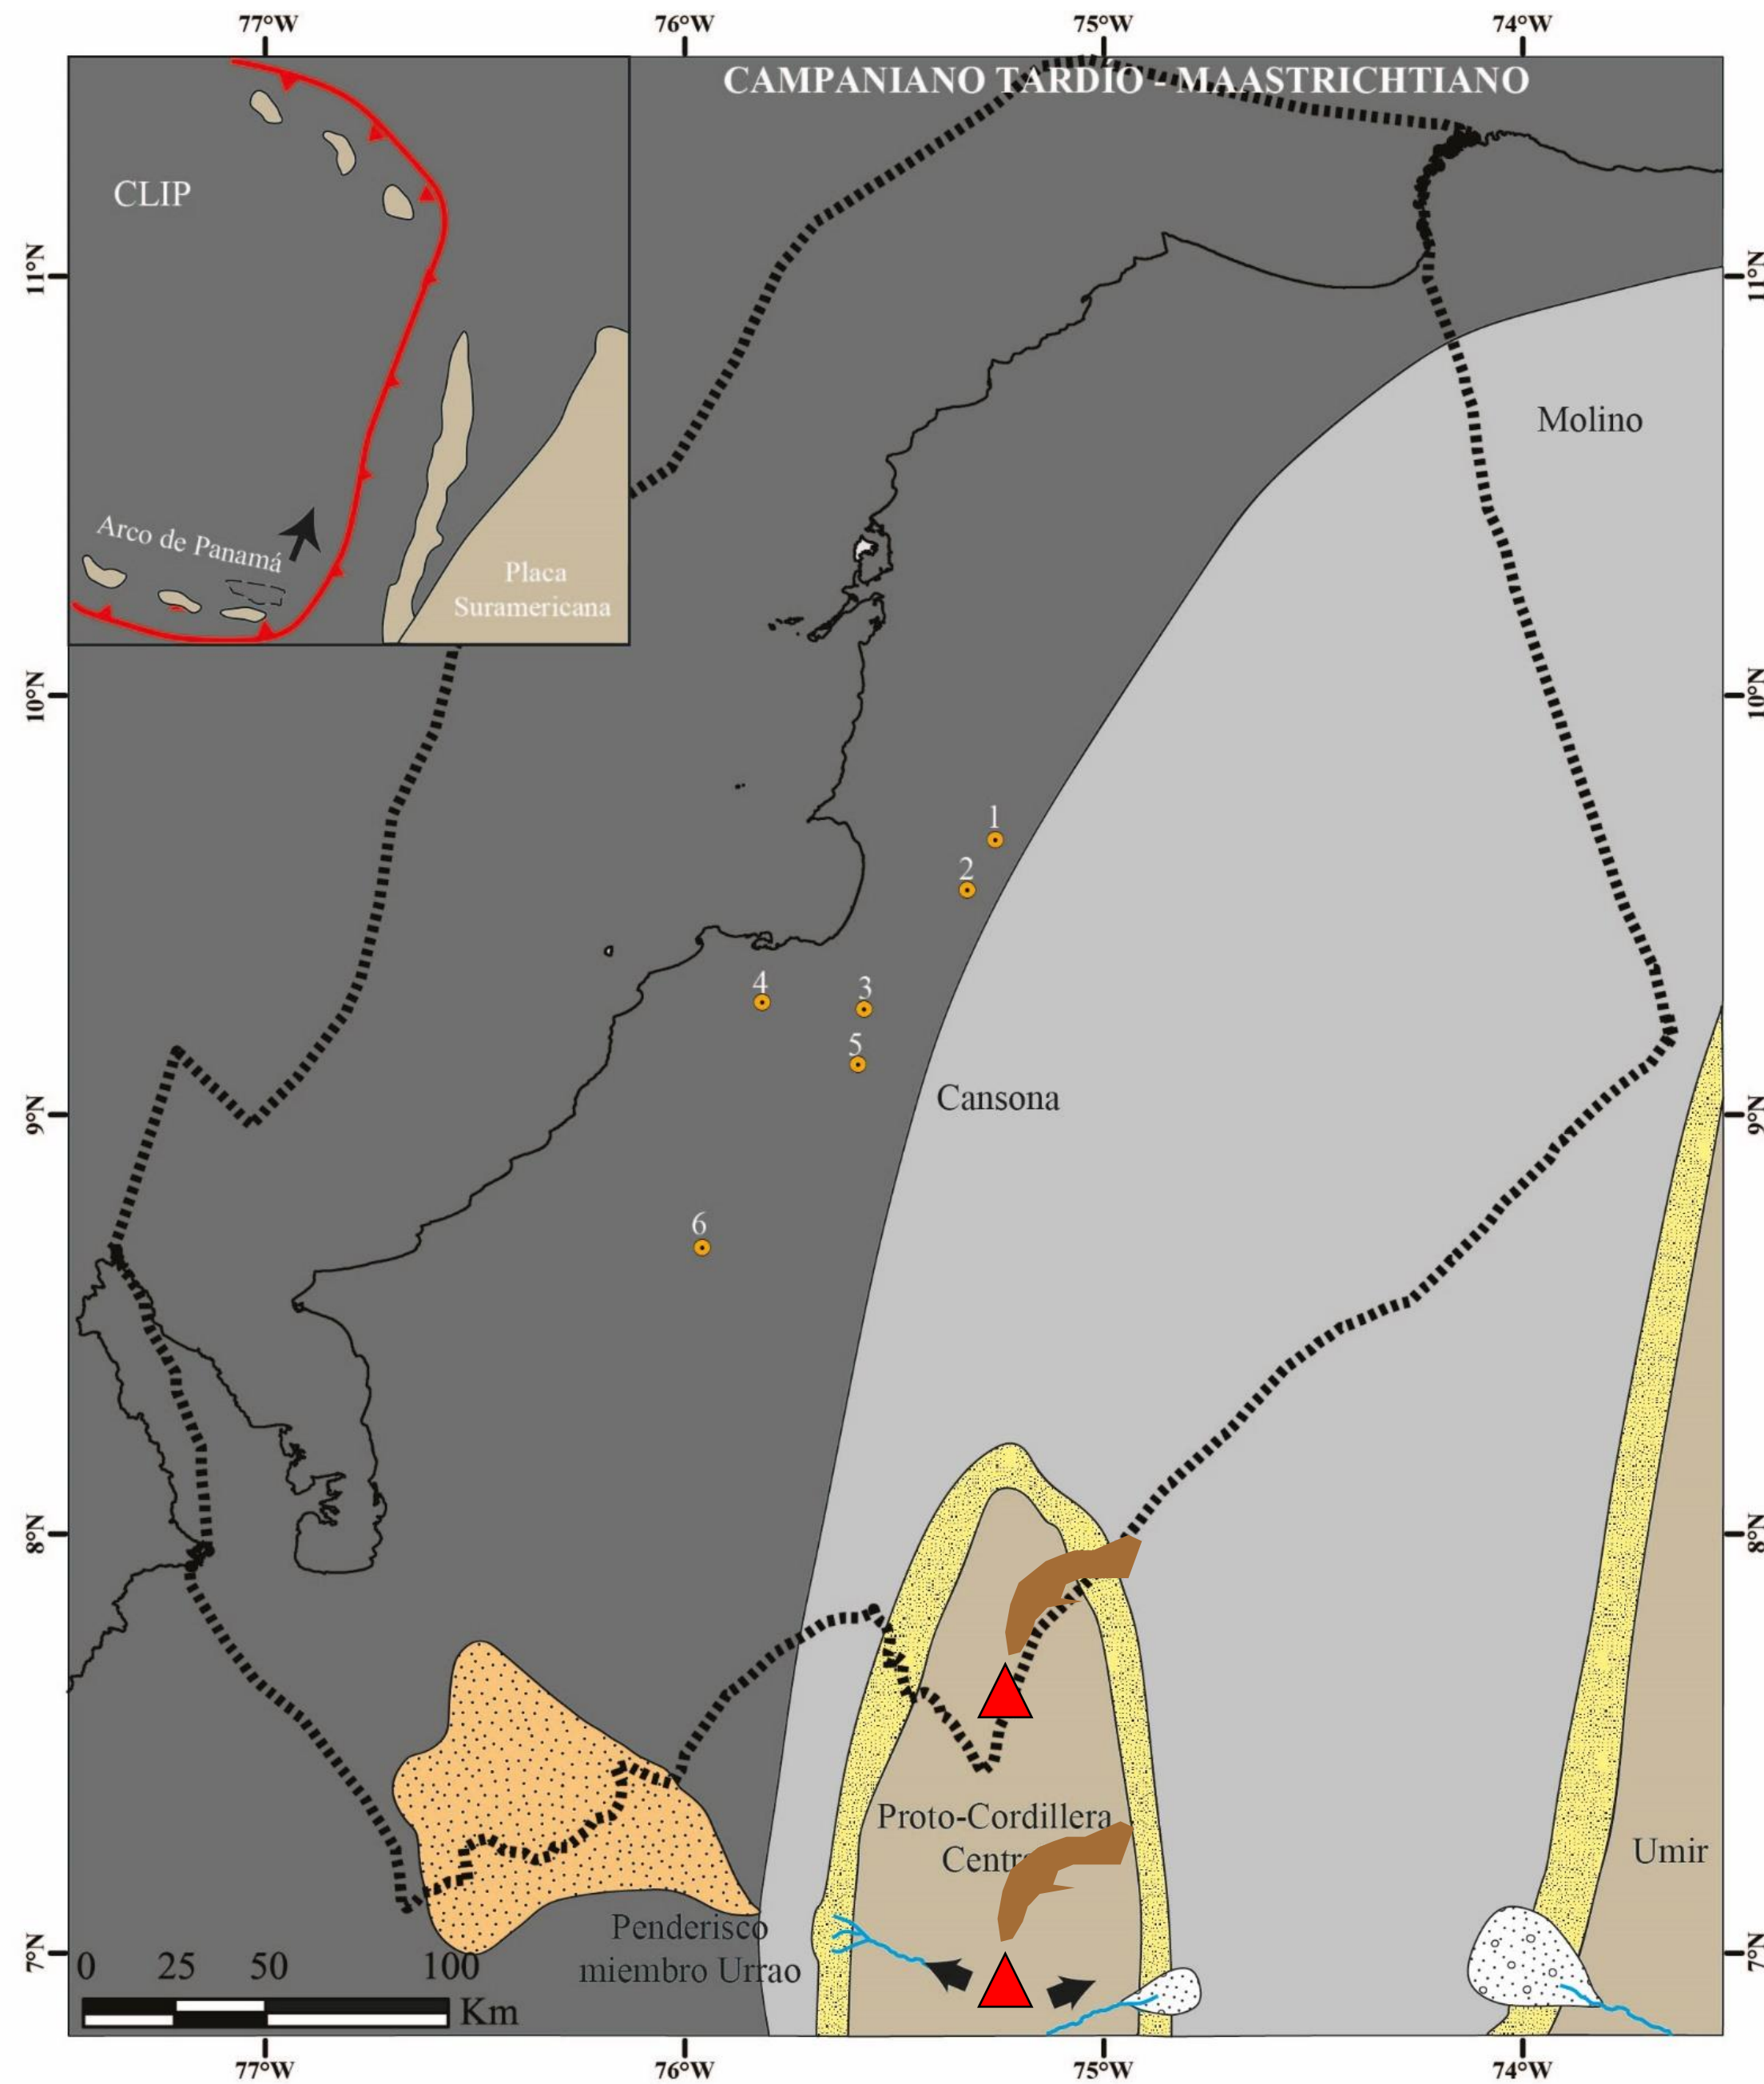 77°W
76°W
75°W
74°W
CAMPANIANO TARDÍO - MAASTRICHTIANO
CLIP
Arco de Panamá
Placa
Suramericana
11°N
11°N
Molino
10°N
10°N
1
2
4
3
5
9°N
9°N
Cansona
6
8°N
8°N
Proto-Cordillera
Umir
Penderisco
miembro Urrao
7°N
7°N
0 25 50 100
Km
77°W
76°W
75°W
74°W